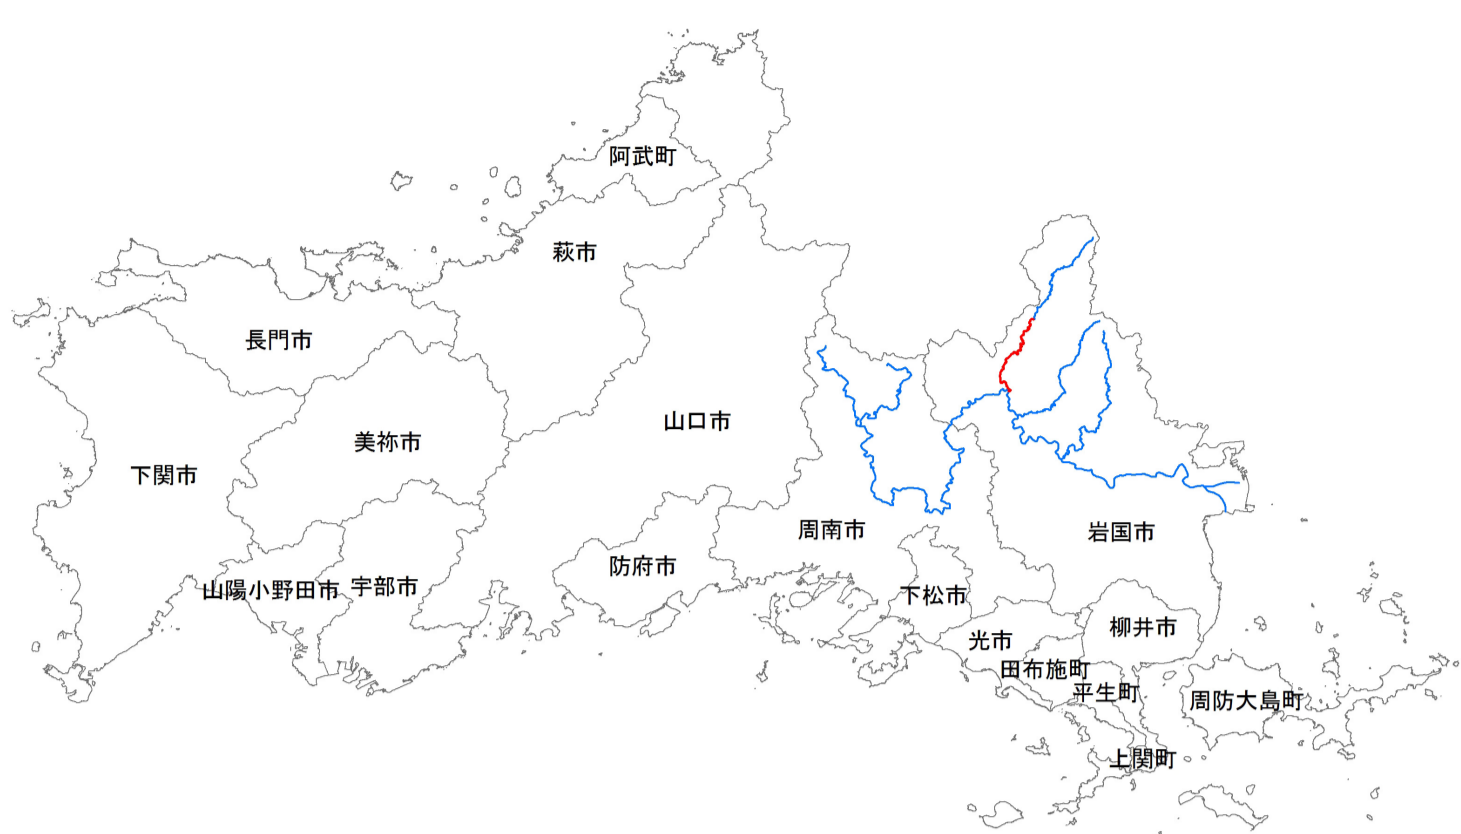 阿武町
萩市
長門市
山口市
美祢市
下関市
周南市
岩国市
防府市
山陽小野田市
宇部市
下松市
柳井市
光市
田布施町
平生町
周防大島町
上関町